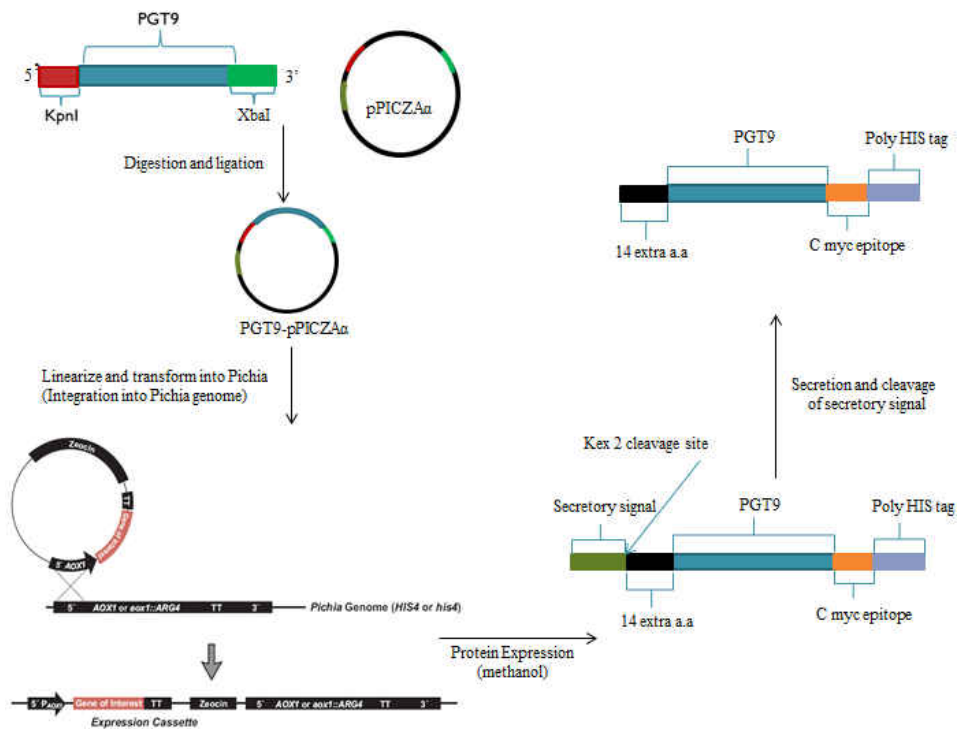 PGT9
5'
3'
KpnI
XbaI
pPICZAα
Digestion and ligation
PGT9-pPICZAα
Linearize and transform into Pichia
(Integration into Pichia genome)
Zeocin
TT
Gene of Interest
5' AOX1
5' AOX1 or aox1::ARG4 TT 3'
Pichia Genome (HIS4 or his4)
5' PAOX1 Gene of Interest TT Zeocin 5' AOX1 or aox1::ARG4 TT 3'
Expression Cassette
Protein Expression
(methanol)
Kex 2 cleavage site
Secretory signal
PGT9
Poly HIS tag
14 extra a.a
C myc epitope
Secretion and cleavage
of secretory signal
PGT9
Poly HIS tag
14 extra a.a
C myc epitope